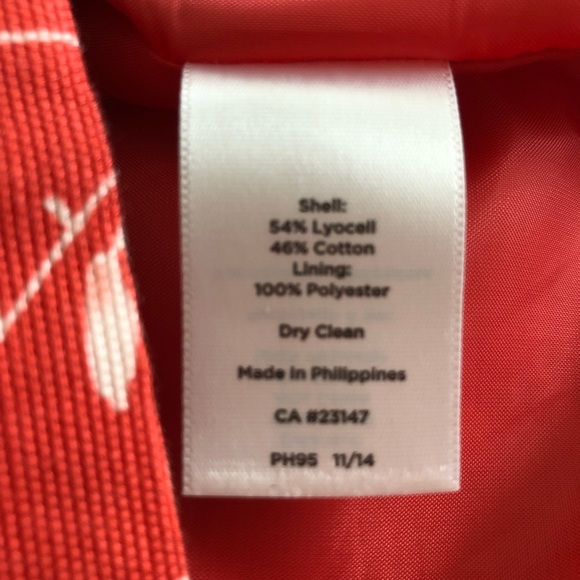 Shell:
54% Lyocell
46% Cotton
Lining:
100% Polyester
Dry Clean
Made In Philippines
CA #23147
PH95 11/14